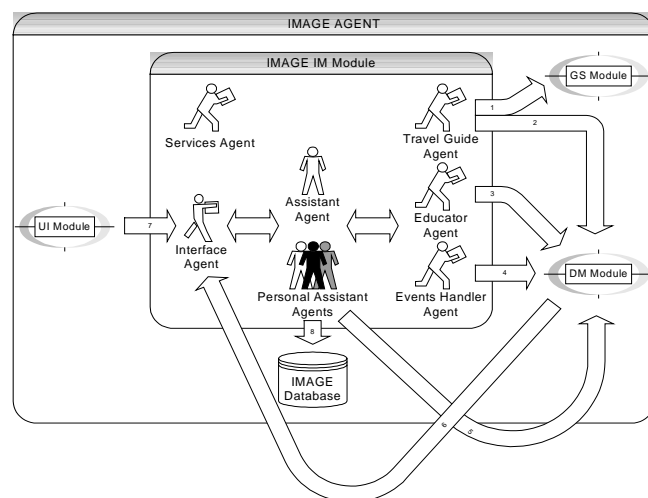 IMAGE AGENT
IMAGE IM Module
GS Module
1
2
Services Agent
Travel Guide
Agent
Assistant
Agent
3
Educator
Agent
UI Module
7
Interface
Agent
4
DM Module
Personal Assistant
Agents
Events Handler
Agent
8
IMAGE
Database
6
5